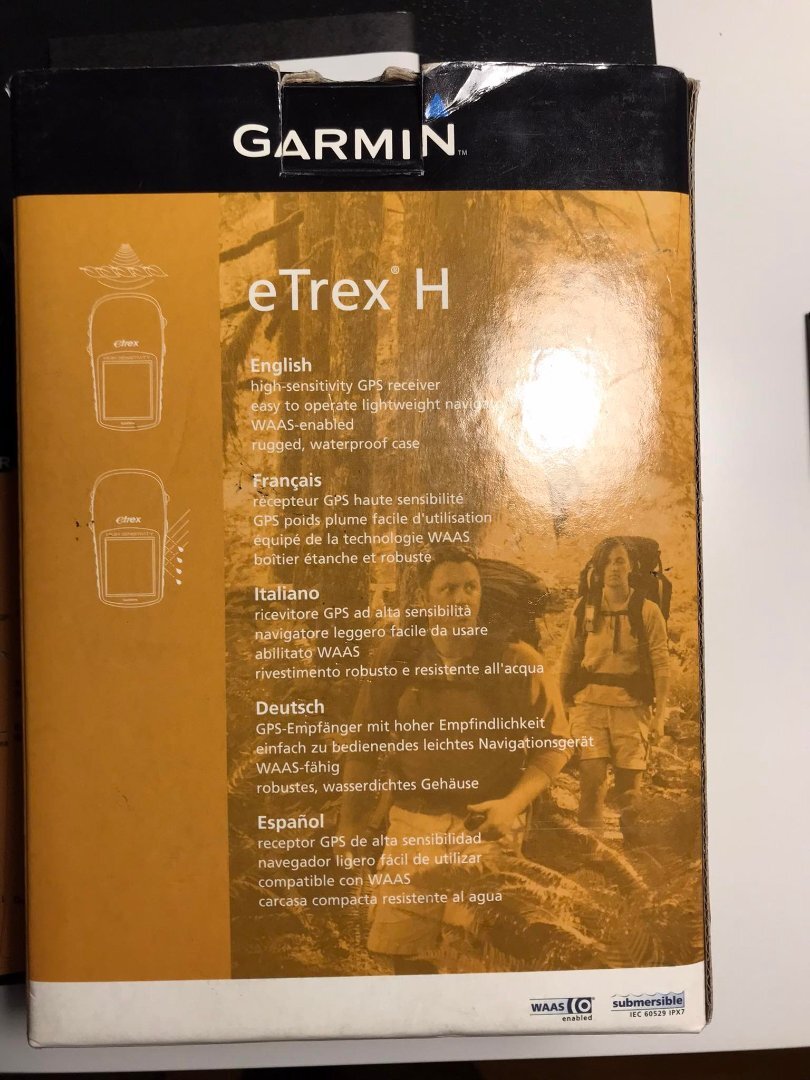 GARMIN™
eTrex® H
eTrex
HIGH SENSITIVITY
English
high-sensitivity GPS receiver
easy to operate lightweight
WAAS-enabled
rugged, waterproof case
Français
récepteur GPS haute sensibilité
GPS poids plume facile d'utilisation
équipé de la technologie WAAS
boîtier étanche et robuste
eTrex
HIGH SENSITIVITY
Italiano
ricevitore GPS ad alta sensibilità
navigatore leggero facile da usare
abilitato WAAS
rivestimento robusto e resistente all'acqua
Deutsch
GPS-Empfänger mit hoher Empfindlichkeit
einfach zu bedienendes leichtes Navigationsgerät
WAAS-fähig
robustes, wasserdichtes Gehäuse
Español
receptor GPS de alta sensibilidad
navegador ligero fácil de utilizar
compatible con WAAS
carcasa compacta resistente al agua
WAAS
enabled
submersible
IEC 60529 IPX7